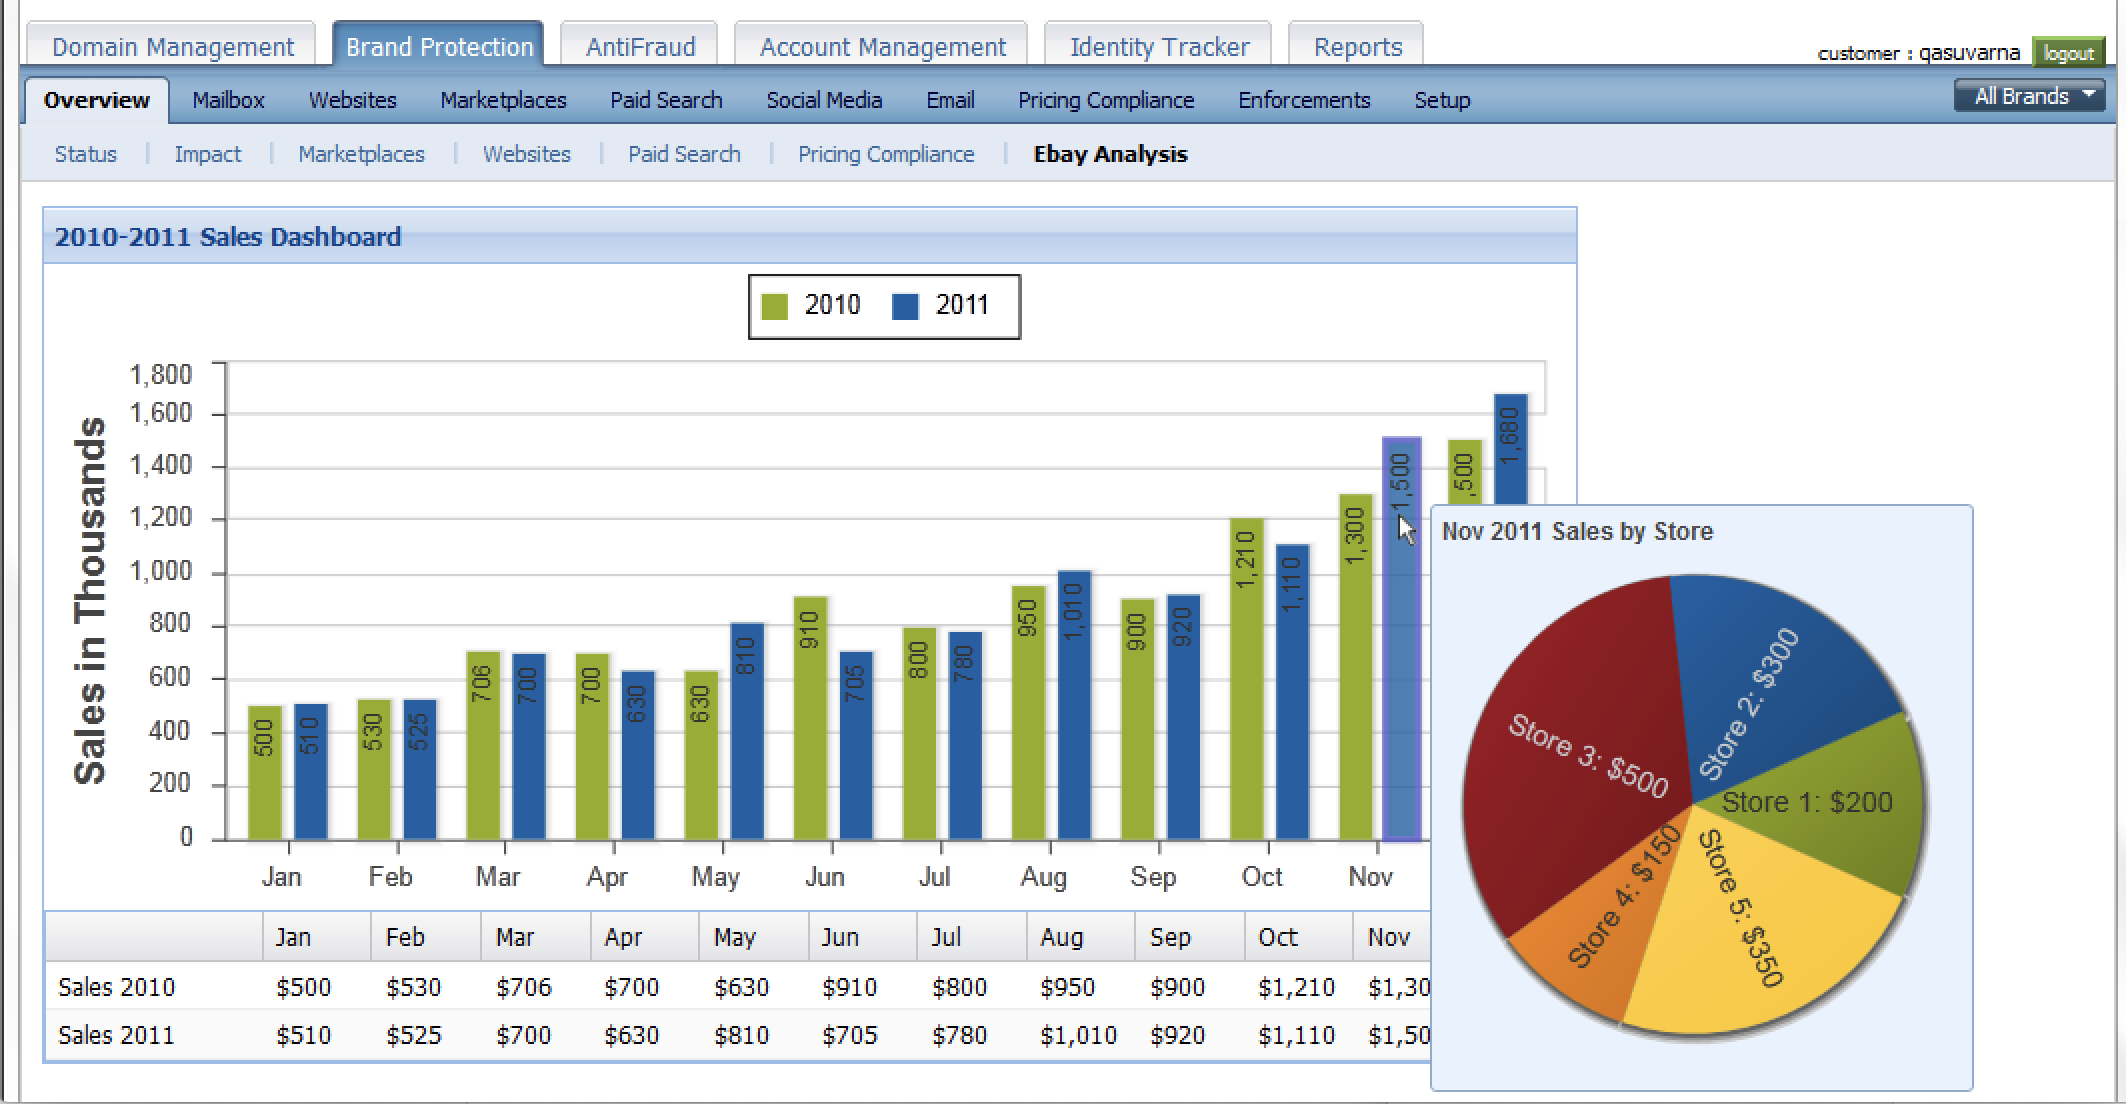 Domain Management Brand Protection AntiFraud Account Management Identity Tracker Reports
customer : qasuvarna logout
Overview Mailbox Websites Marketplaces Paid Search Social Media Email Pricing Compliance Enforcements Setup All Brands
Status Impact Marketplaces Websites Paid Search Pricing Compliance Ebay Analysis
2010-2011 Sales Dashboard
2010 2011
Sales in Thousands
1,800
1,600
1,400
1,200
1,000
800
600
400
200
0
500 510 530 525 706 700 700 630 630 810 910 705 800 780 950 1,010 900 920 1,210 1,110 1,300 1,500 ,500 1,680
Jan Feb Mar Apr May Jun Jul Aug Sep Oct Nov
Jan Feb Mar Apr May Jun Jul Aug Sep Oct Nov
Sales 2010 $500 $530 $706 $700 $630 $910 $800 $950 $900 $1,210 $1,30
Sales 2011 $510 $525 $700 $630 $810 $705 $780 $1,010 $920 $1,110 $1,50
Nov 2011 Sales by Store
Store 2: $300
Store 3: $500
Store 1: $200
Store 4: $150
Store 5: $350